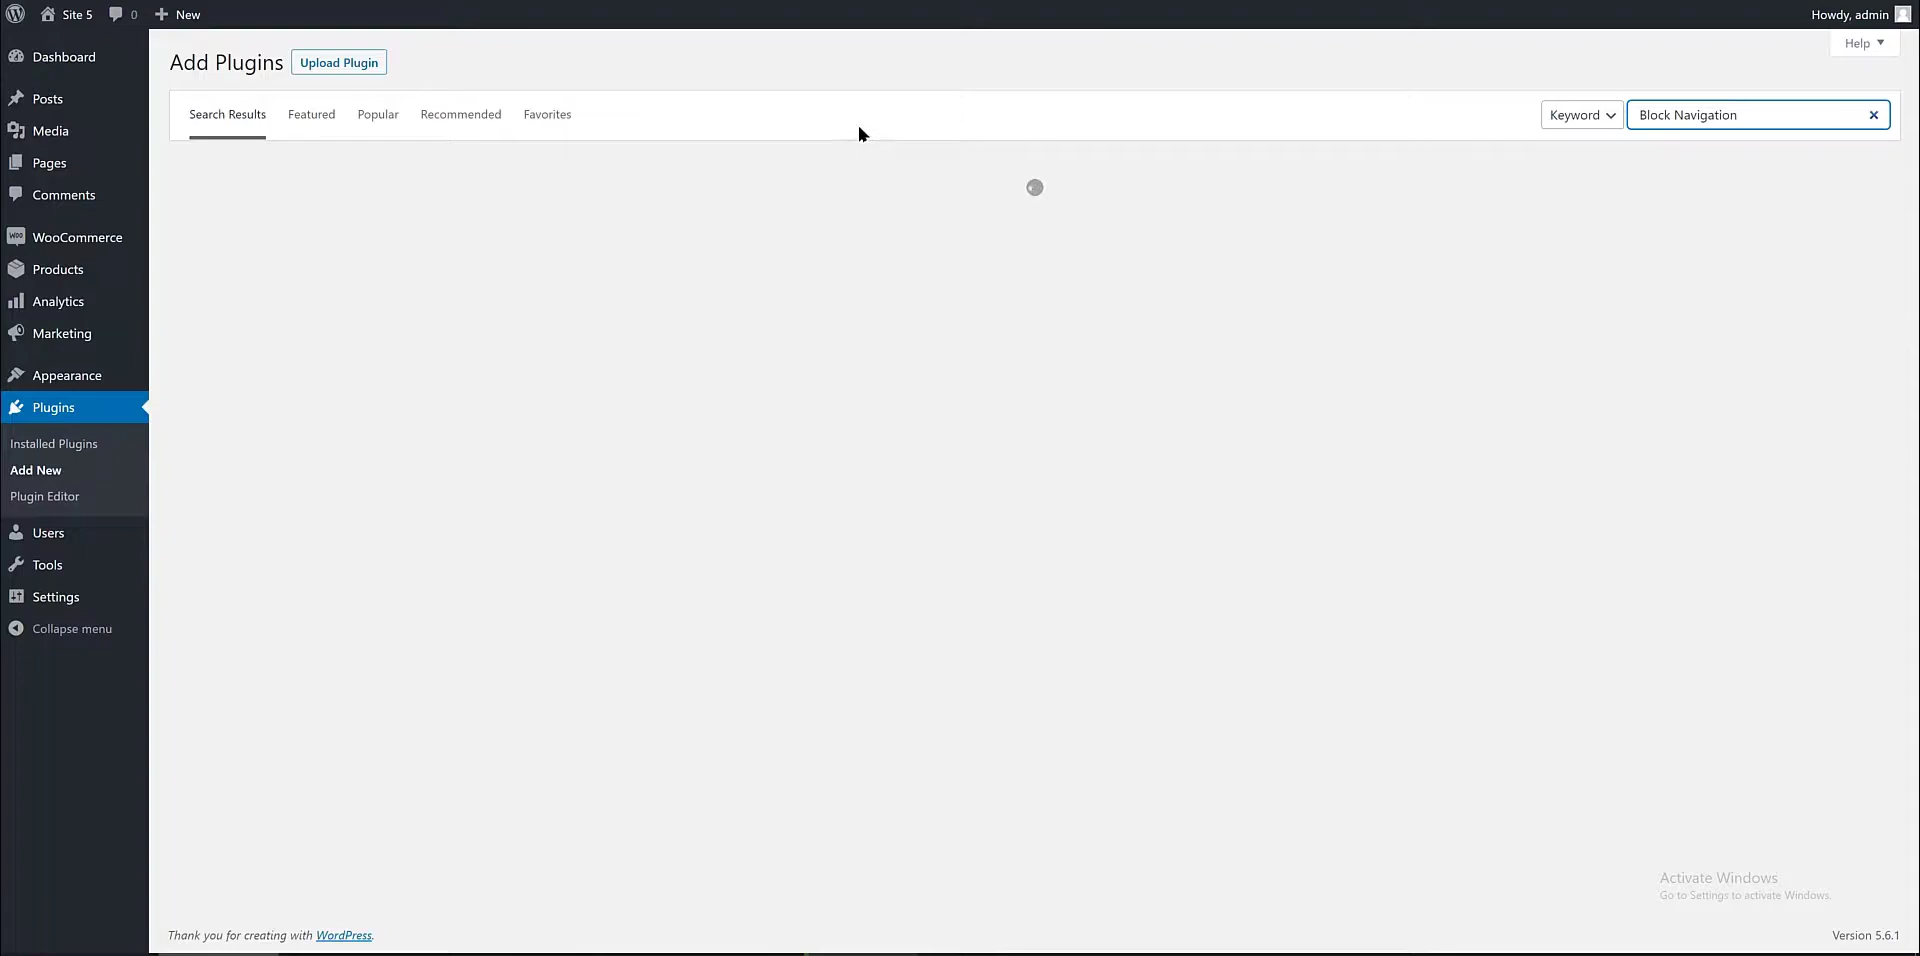 Site 5
0
New
Howdy, admin
Dashboard
Posts
Media
Pages
Comments
WOO WooCommerce
Products
Analytics
Marketing
Appearance
Plugins
Installed Plugins
Add New
Plugin Editor
Users
Tools
Settings
Collapse menu
Help
Add Plugins
Upload Plugin
Search Results Featured Popular Recommended Favorites
Keyword
Block Navigation
Activate Windows
Go to Settings to activate Windows.
Thank you for creating with WordPress.
Version 5.6.1